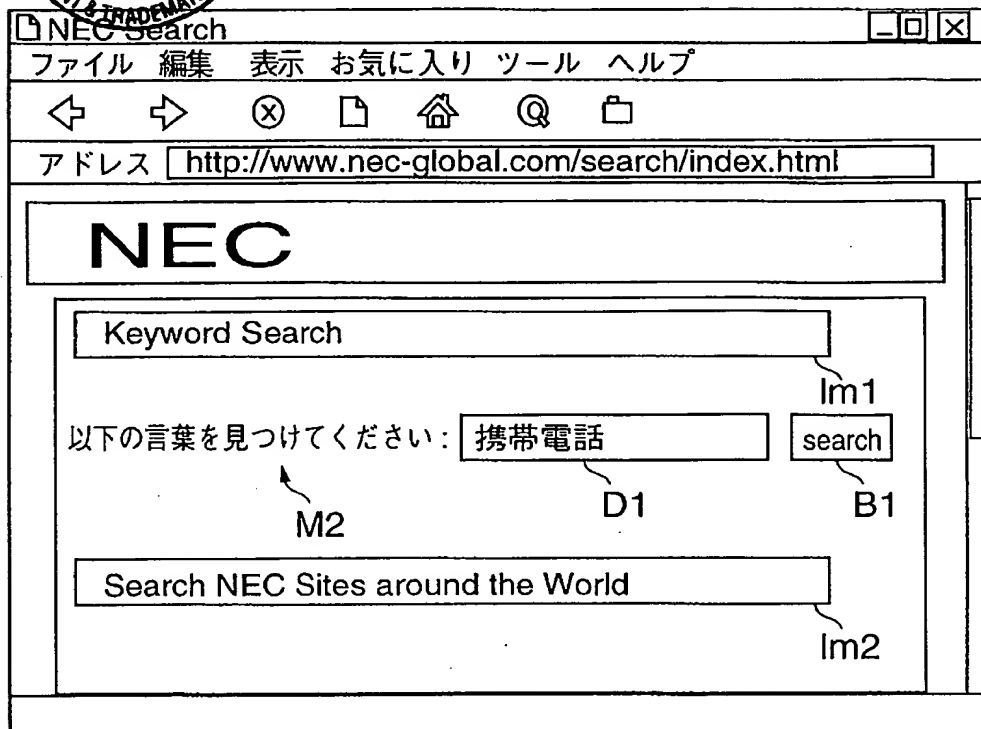 & TRADEMA
NEC Search
ファイル 編集 表示 お気に入り ツール ヘルプ
アドレス http://www.nec-global.com/search/index.html
NEC
Keyword Search
Im1
以下の言葉を見つけてください: 携帯電話 search
M2 D1 B1
Search NEC Sites around the World
Im2